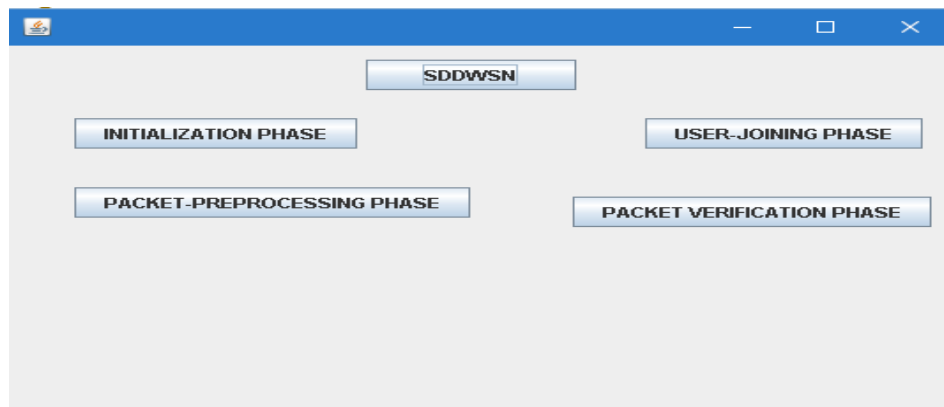 SDDWSN
INITIALIZATION PHASE
USER-JOINING PHASE
PACKET-PREPROCESSING PHASE
PACKET VERIFICATION PHASE